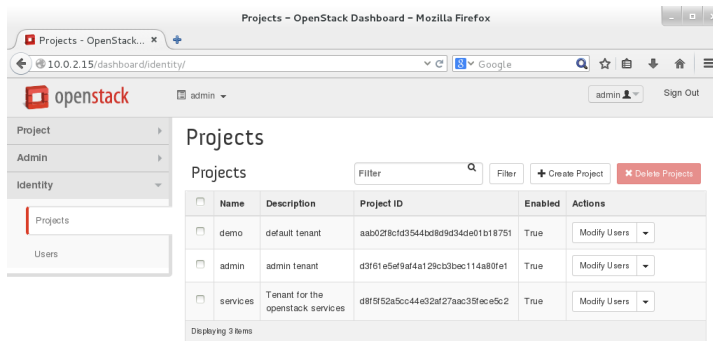 Projects - OpenStack Dashboard - Mozilla Firefox
Projects - OpenStack...
10.0.2.15/dashboard/identity/
Google
openstack
admin
admin
Sign Out
Project
Admin
Identity
Projects
Users
Projects
Projects
Filter
Filter
Create Project
Delete Projects
Name Description Project ID Enabled Actions
demo default tenant aab02f8cfd3544bd8d9d34de01b18751 True Modify Users
admin admin tenant d3f61e5ef9af4a129cb3bec114a80fe1 True Modify Users
services Tenant for the openstack services d8f5f52a5cc44e32af27aac35fece5c2 True Modify Users
Displaying 3 items